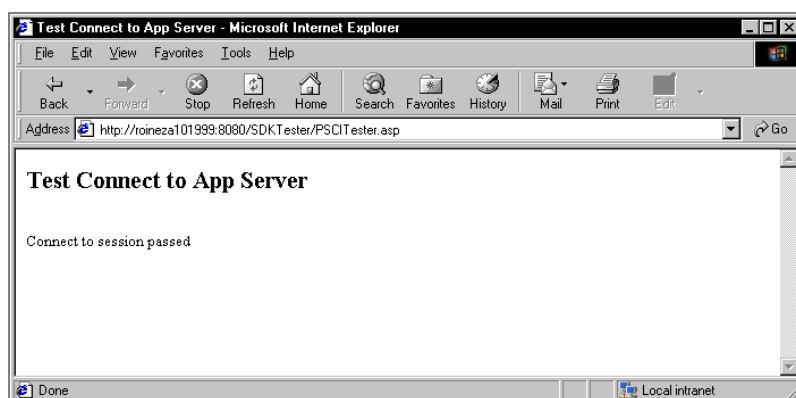 Test Connect to App Server - Microsoft Internet Explorer
File Edit View Favorites Tools Help
Back Forward Stop Refresh Home Search Favorites History Mail Print Edit
Address http://roineza101999:8080/SDKTester/PSCITester.asp Go
Test Connect to App Server
Connect to session passed
Done Local intranet